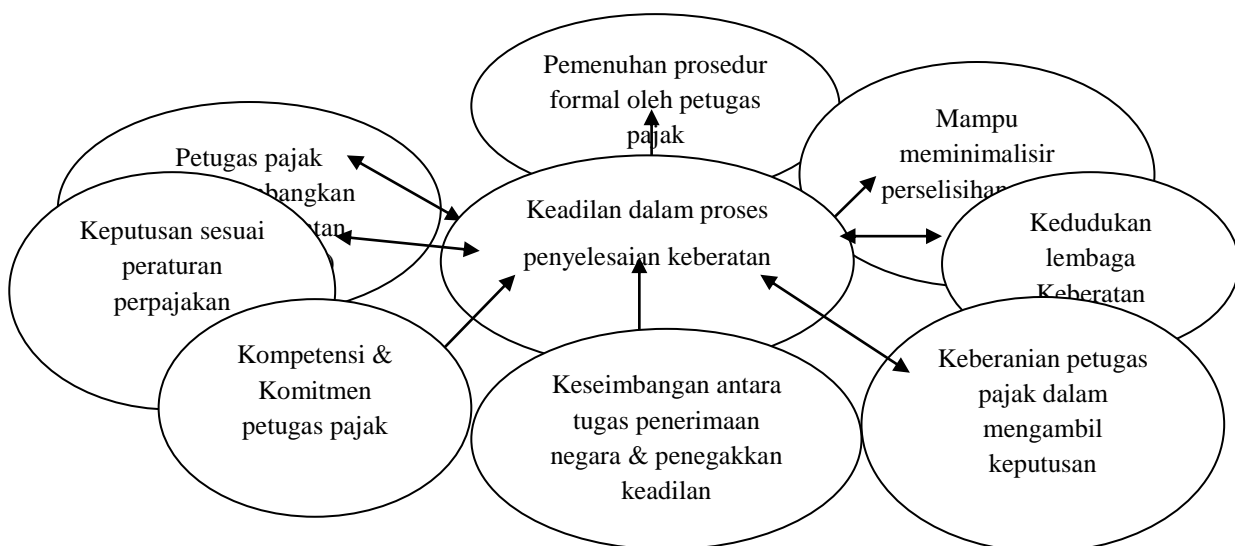 Pemenuhan prosedur
formal oleh petugas
pajak
Mampu
meminimalisir
perselisihan
Petugas pajak
Keputusan sesuai
peraturan
perpajakan
Keadilan dalam proses
penyelesaian keberatan
Kedudukan
lembaga
Keberatan
Kompetensi &
Komitmen
petugas pajak
Keseimbangan antara
tugas penerimaan
negara & penegakkan
keadilan
Keberanian petugas
pajak dalam
mengambil
keputusan